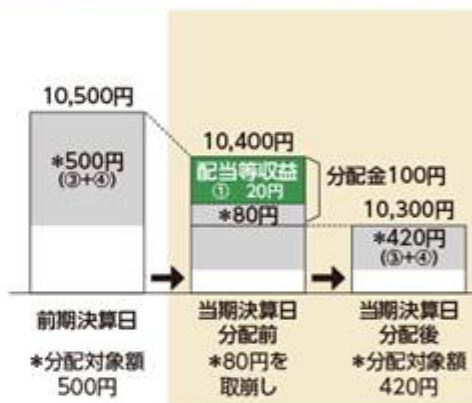 10,500円
*500円
(③+④)
10,400円
配当等収益
① 20円
*80円
分配金100円
10,300円
*420円
(③+④)
前期決算日
当期決算日
分配前
当期決算日
分配後
*分配対象額
500円
*80円を
取崩し
*分配対象額
420円